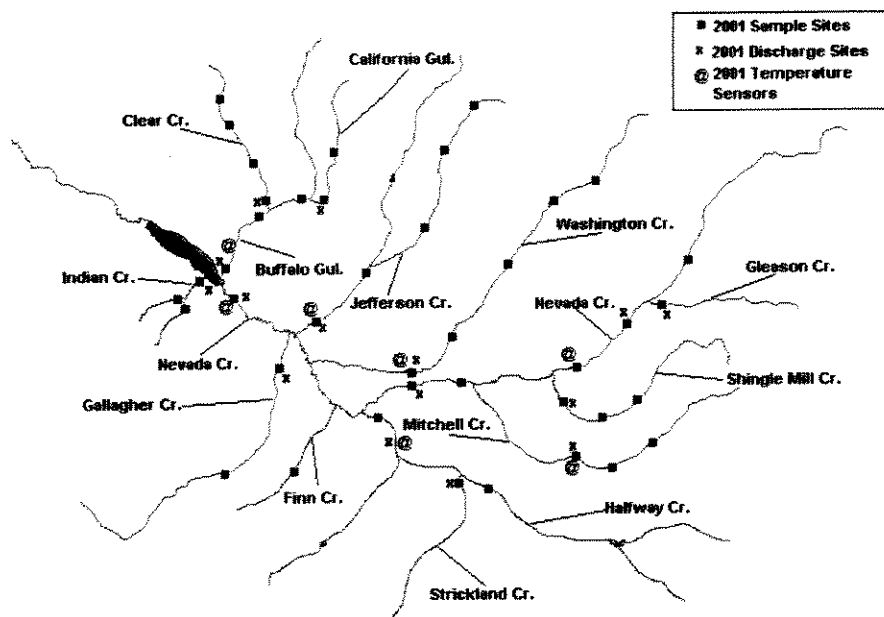 ■ 2001 Sample Sites
x 2001 Discharge Sites
@ 2001 Temperature
Sensors
California Gul.
Clear Cr.
Washington Cr.
Gleason Cr.
Buffalo Gul.
Indian Cr.
Jefferson Cr.
Nevada Cr.
Nevada Cr.
Shingle Mill Cr.
Gallagher Cr.
Mitchell Cr.
Finn Cr.
Halfway Cr.
Strickland Cr.